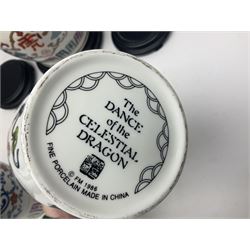 The
DANCE
of the
CELESTIAL
DRAGON
© FM 1986
FINE PORCELAIN MADE IN CHINA